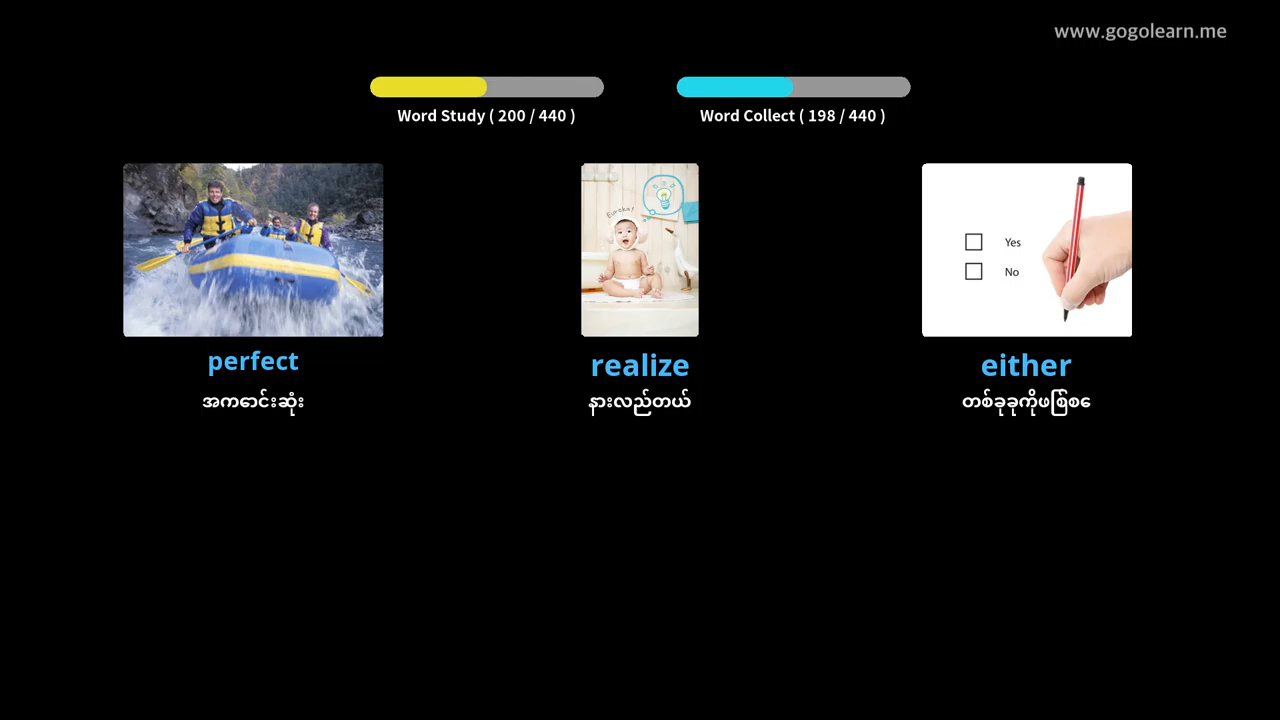 www.gogolearn.me
Word Study ( 200 / 440 )
Word Collect ( 198 / 440 )
Eureka!
Yes
No
perfect
realize
either
အကောင်းဆုံး
နားလည်တယ်
တစ်ခုခုကိုဖြစ်စေ